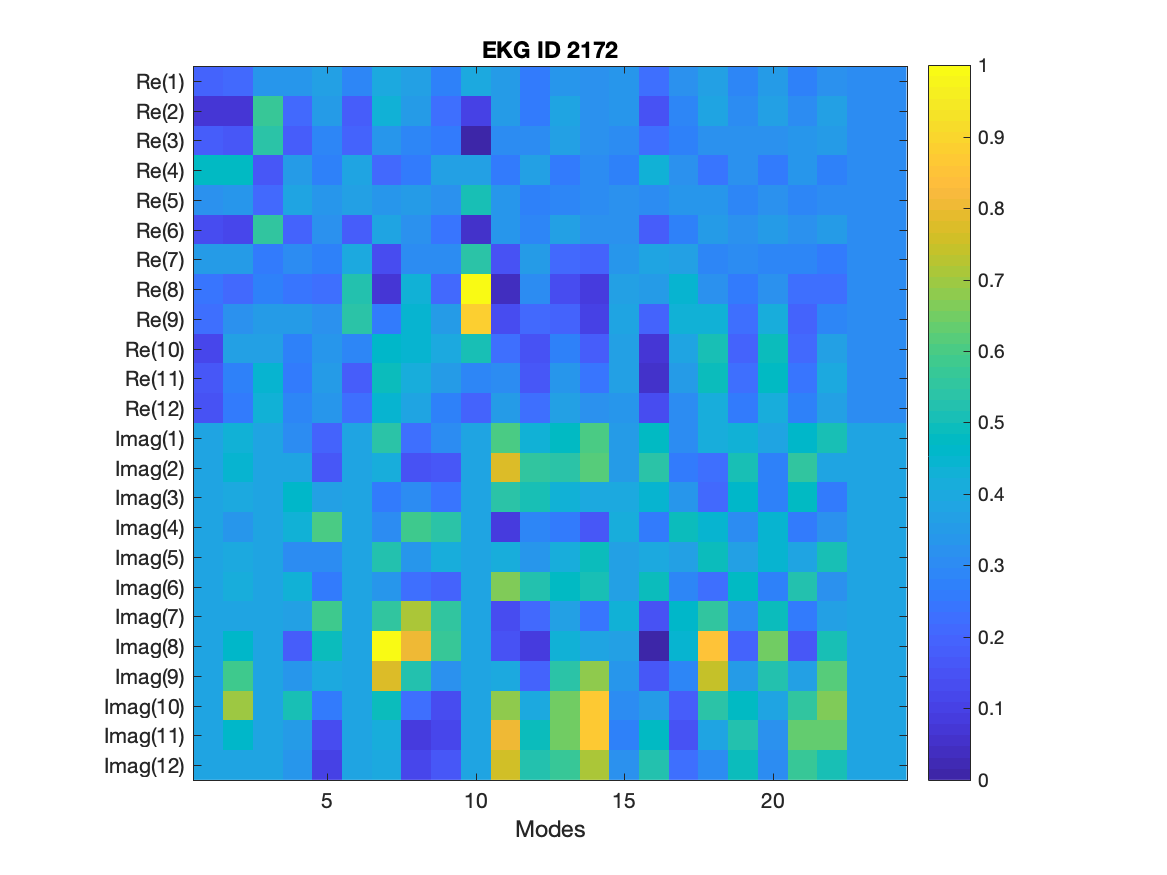 EKG ID 2172
Re(1)
Re(2)
Re(3)
Re(4)
Re(5)
Re(6)
Re(7)
Re(8)
Re(9)
Re(10)
Re(11)
Re(12)
Imag(1)
Imag(2)
Imag(3)
Imag(4)
Imag(5)
Imag(6)
Imag(7)
Imag(8)
Imag(9)
Imag(10)
Imag(11)
Imag(12)
5 10 15 20
Modes
1
0.9
0.8
0.7
0.6
0.5
0.4
0.3
0.2
0.1
0